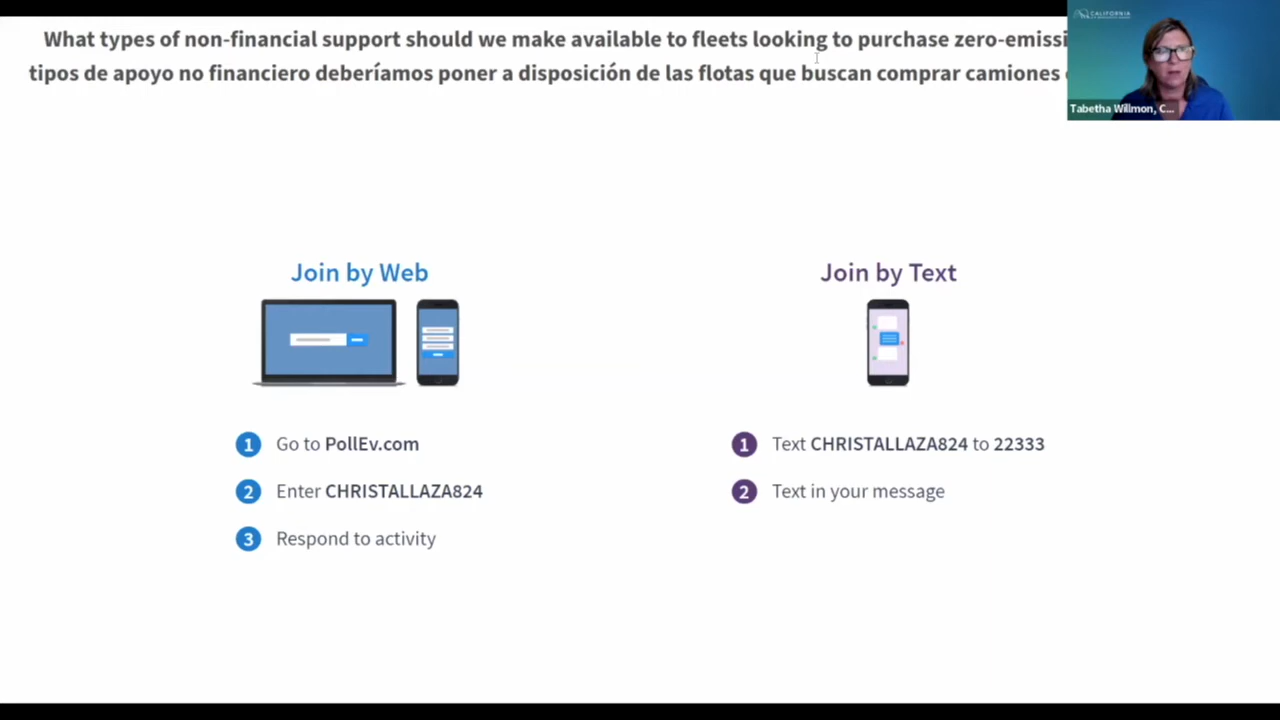 What types of non-financial support should we make available to fleets looking to purchase zero-emissi
tipos de apoyo no financiero deberíamos poner a disposición de las flotas que buscan comprar camiones
CALIFORNIA
Tabetha Willmon, C...
Join by Web
Join by Text
1 Go to PollEv.com
2 Enter CHRISTALLAZA824
3 Respond to activity
1 Text CHRISTALLAZA824 to 22333
2 Text in your message